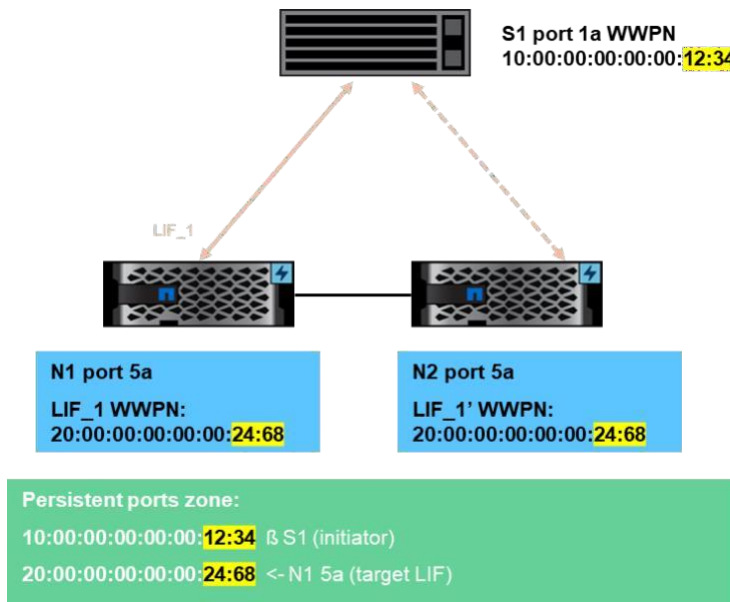 S1 port 1a WWPN
10:00:00:00:00:00:12:34
LIF_1
N1 port 5a
LIF_1 WWPN:
20:00:00:00:00:00:24:68
N2 port 5a
LIF_1’ WWPN:
20:00:00:00:00:00:24:68
Persistent ports zone:
10:00:00:00:00:00:12:34 ß S1 (initiator)
20:00:00:00:00:00:24:68 <- N1 5a (target LIF)